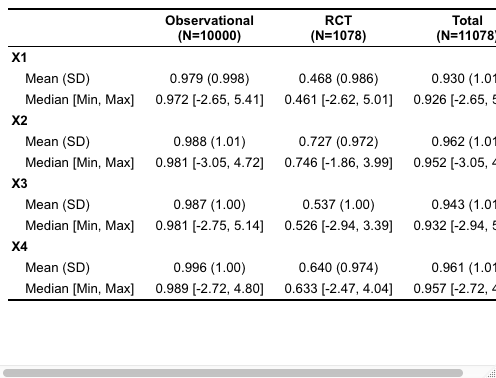 Observational RCT Total
(N=10000) (N=1078) (N=11078)
X1
Mean (SD) 0.979 (0.998) 0.468 (0.986) 0.930 (1.01
Median [Min, Max] 0.972 [-2.65, 5.41] 0.461 [-2.62, 5.01] 0.926 [-2.65, 5
X2
Mean (SD) 0.988 (1.01) 0.727 (0.972) 0.962 (1.01
Median [Min, Max] 0.981 [-3.05, 4.72] 0.746 [-1.86, 3.99] 0.952 [-3.05, 4
X3
Mean (SD) 0.987 (1.00) 0.537 (1.00) 0.943 (1.01
Median [Min, Max] 0.981 [-2.75, 5.14] 0.526 [-2.94, 3.39] 0.932 [-2.94, 5
X4
Mean (SD) 0.996 (1.00) 0.640 (0.974) 0.961 (1.01
Median [Min, Max] 0.989 [-2.72, 4.80] 0.633 [-2.47, 4.04] 0.957 [-2.72, 4